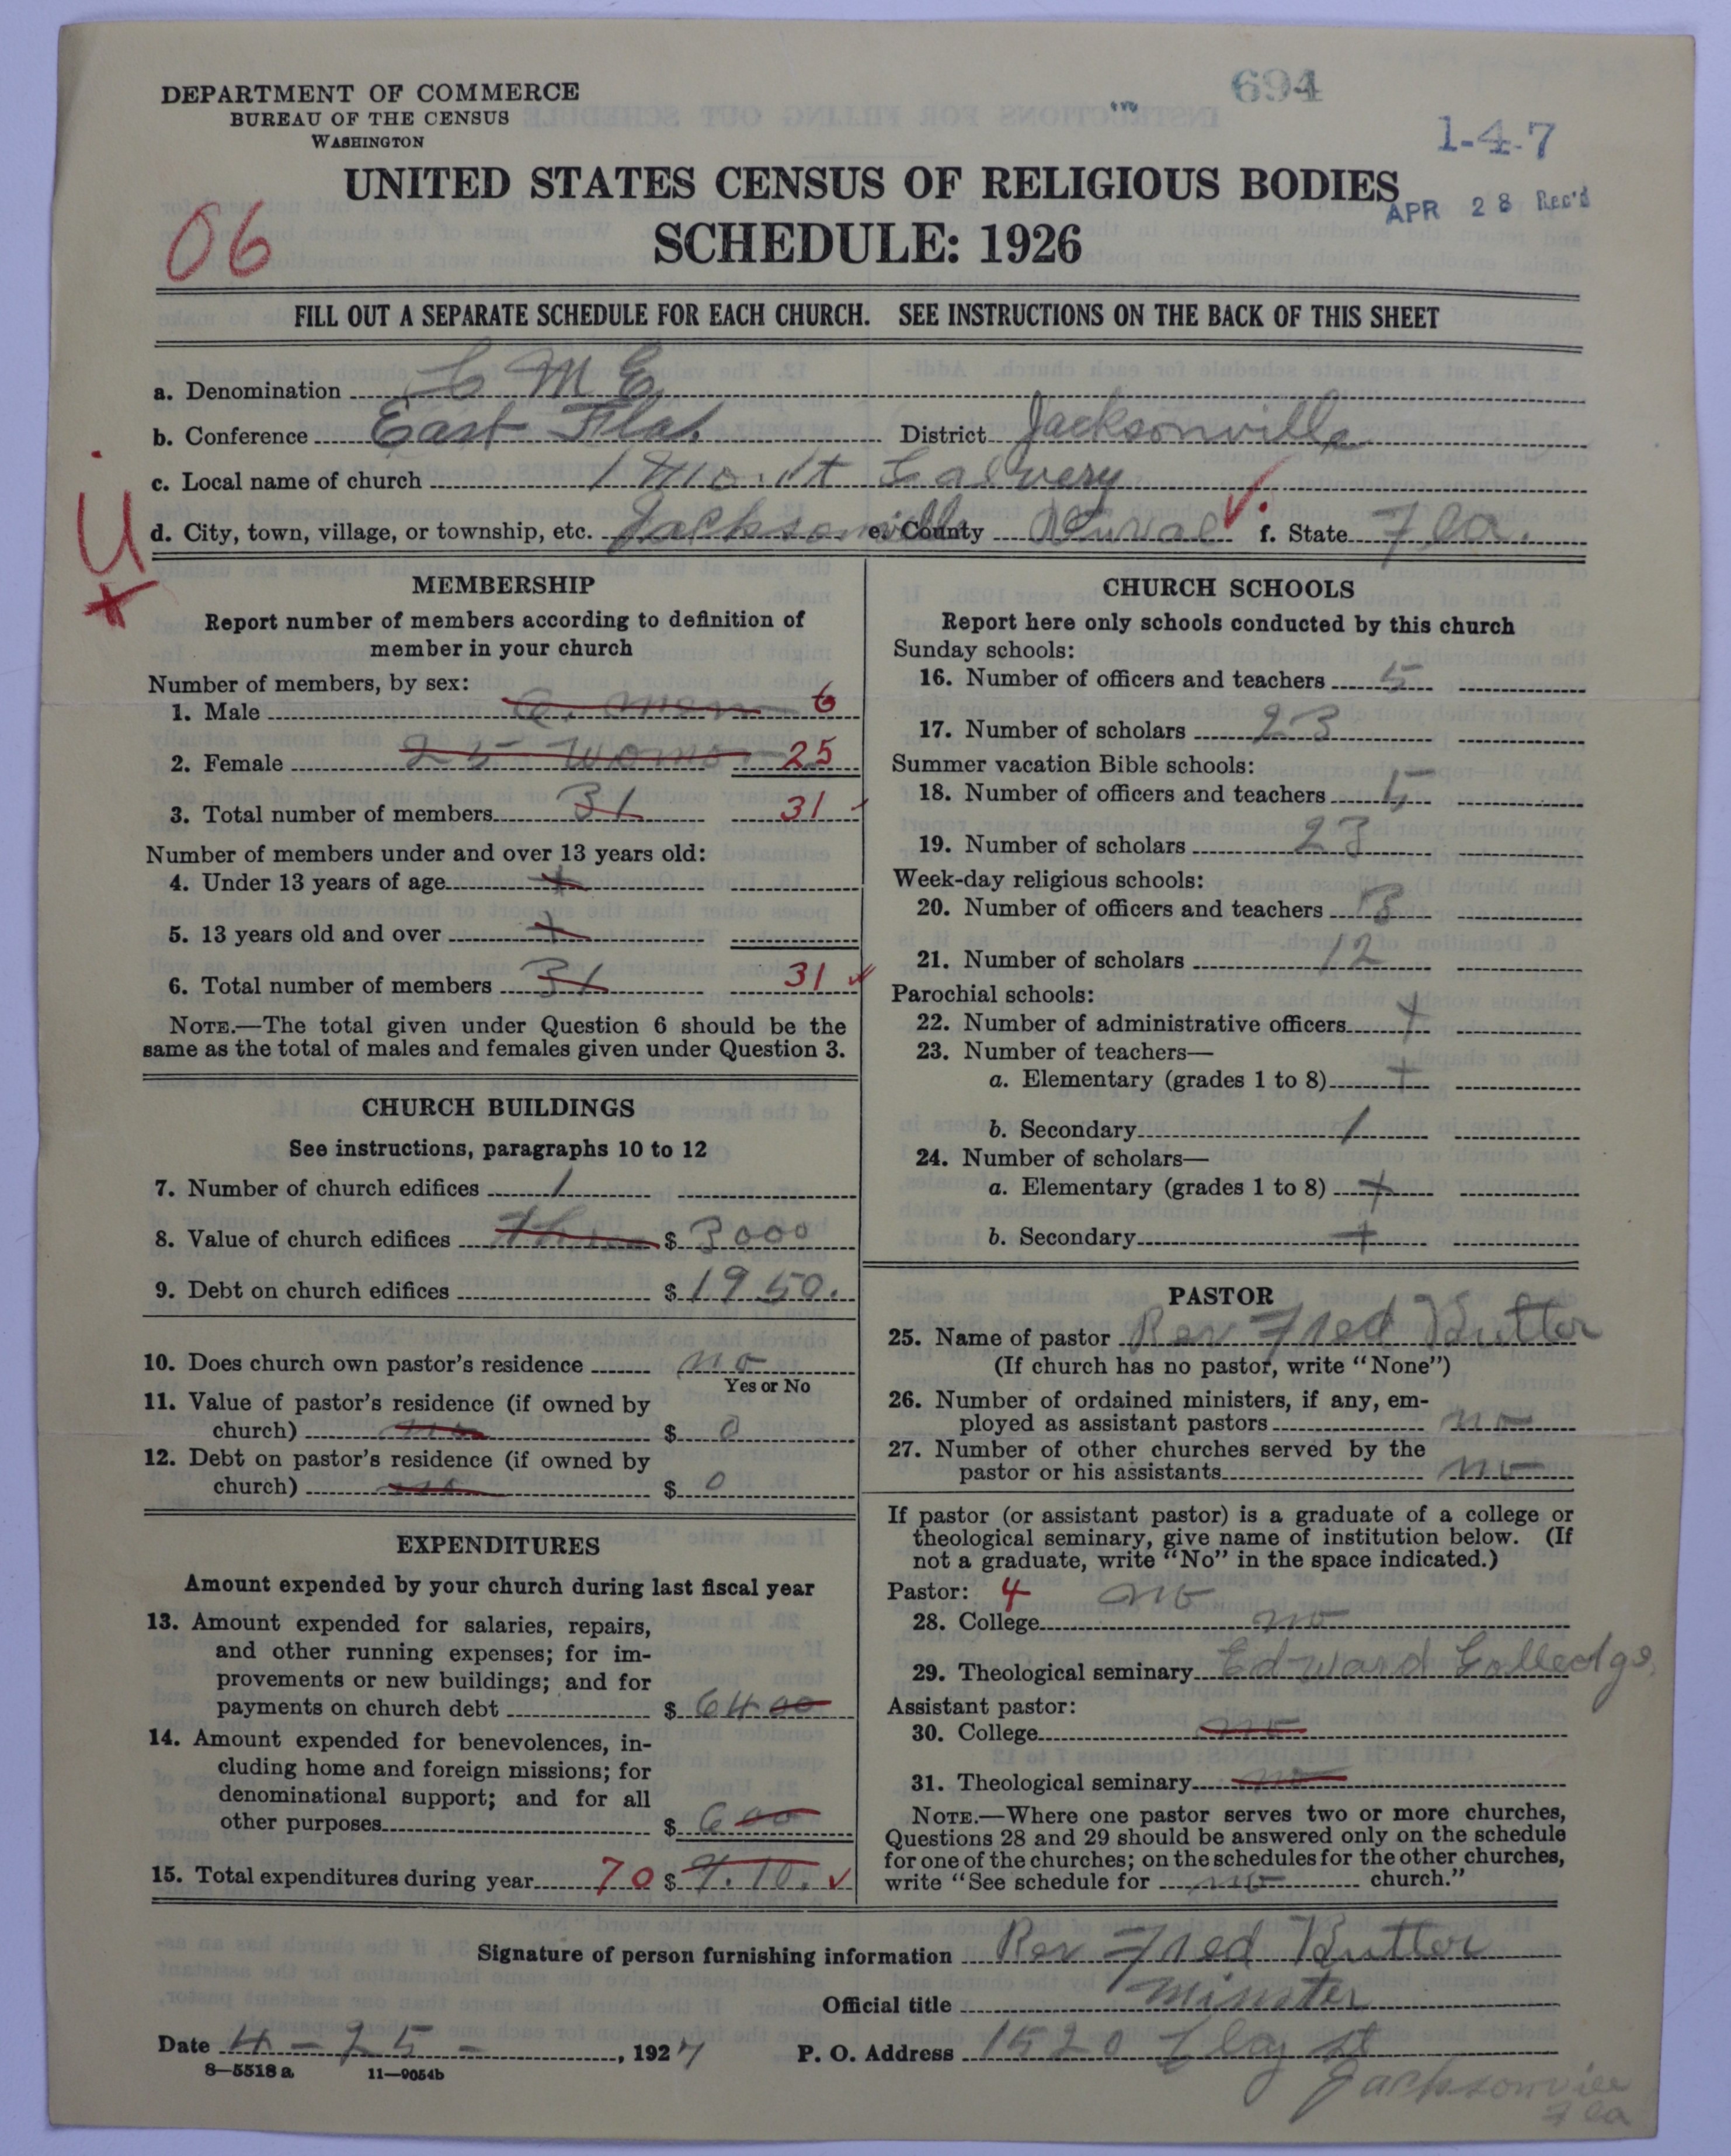 694
1-4-7
APR 28 Rec'd
DEPARTMENT OF COMMERCE
BUREAU OF THE CENSUS
WASHINGTON
UNITED STATES CENSUS OF RELIGIOUS BODIES
SCHEDULE: 1926
06
FILL OUT A SEPARATE SCHEDULE FOR EACH CHURCH. SEE INSTRUCTIONS ON THE BACK OF THIS SHEET
a. Denomination C M E
b. Conference East Fla. District Jacksonville
c. Local name of church Mount Calvery
d. City, town, village, or township, etc. Jacksonville e. County Duval f. State Fla.
U
+
MEMBERSHIP
Report number of members according to definition of
member in your church
Number of members, by sex:
1. Male 6. men 6
2. Female 25 25
3. Total number of members 31 31
Number of members under and over 13 years old:
4. Under 13 years of age +
5. 13 years old and over +
6. Total number of members 31 31
NOTE.—The total given under Question 6 should be the
same as the total of males and females given under Question 3.
CHURCH BUILDINGS
See instructions, paragraphs 10 to 12
7. Number of church edifices 1
8. Value of church edifices $ 3000
9. Debt on church edifices $ 1950.
10. Does church own pastor's residence no
Yes or No
11. Value of pastor's residence (if owned by
church) no $ 0
12. Debt on pastor's residence (if owned by
church) no $ 0
EXPENDITURES
Amount expended by your church during last fiscal year
13. Amount expended for salaries, repairs,
and other running expenses; for im-
provements or new buildings; and for
payments on church debt $ 64 00
14. Amount expended for benevolences, in-
cluding home and foreign missions; for
denominational support; and for all
other purposes $ 6 00
15. Total expenditures during year 70 $ 7.10.
CHURCH SCHOOLS
Report here only schools conducted by this church
Sunday schools:
16. Number of officers and teachers 5
17. Number of scholars 23
Summer vacation Bible schools:
18. Number of officers and teachers 5
19. Number of scholars 23
Week-day religious schools:
20. Number of officers and teachers 3
21. Number of scholars 12
Parochial schools:
22. Number of administrative officers +
23. Number of teachers—
a. Elementary (grades 1 to 8) +
b. Secondary 1
24. Number of scholars—
a. Elementary (grades 1 to 8) +
b. Secondary +
PASTOR
25. Name of pastor Rev Fred Butler
(If church has no pastor, write "None")
26. Number of ordained ministers, if any, em-
ployed as assistant pastors no
27. Number of other churches served by the
pastor or his assistants no
If pastor (or assistant pastor) is a graduate of a college or
theological seminary, give name of institution below. (If
not a graduate, write "No" in the space indicated.)
Pastor: 4 no
28. College no
29. Theological seminary Edward Colledge
Assistant pastor:
30. College no
31. Theological seminary no
NOTE.—Where one pastor serves two or more churches,
Questions 28 and 29 should be answered only on the schedule
for one of the churches; on the schedules for the other churches,
write "See schedule for no church."
Signature of person furnishing information Rev Fred Butler
Official title minster
Date 4-25-, 1927 P. O. Address 1520 Clay St
Jacksonville
Fla
8—5518 a 11—9054b